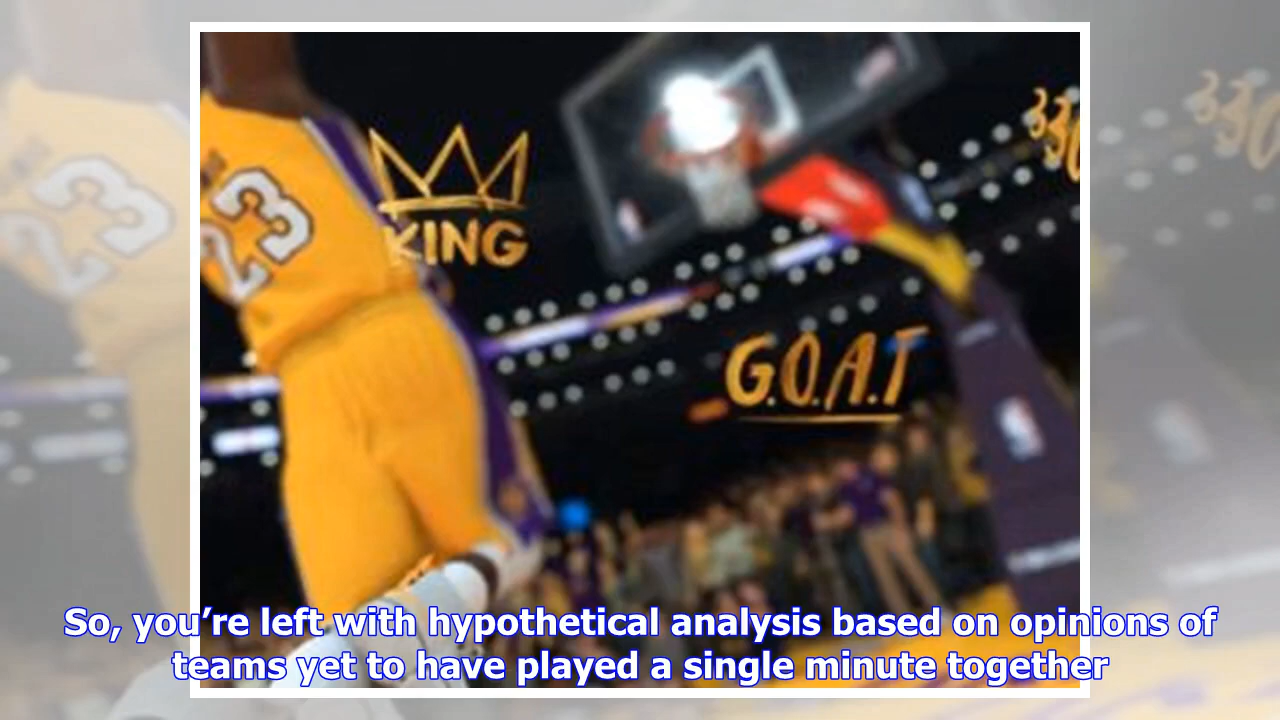 23
KING
G.O.A.T
So, you’re left with hypothetical analysis based on opinions of
teams yet to have played a single minute together